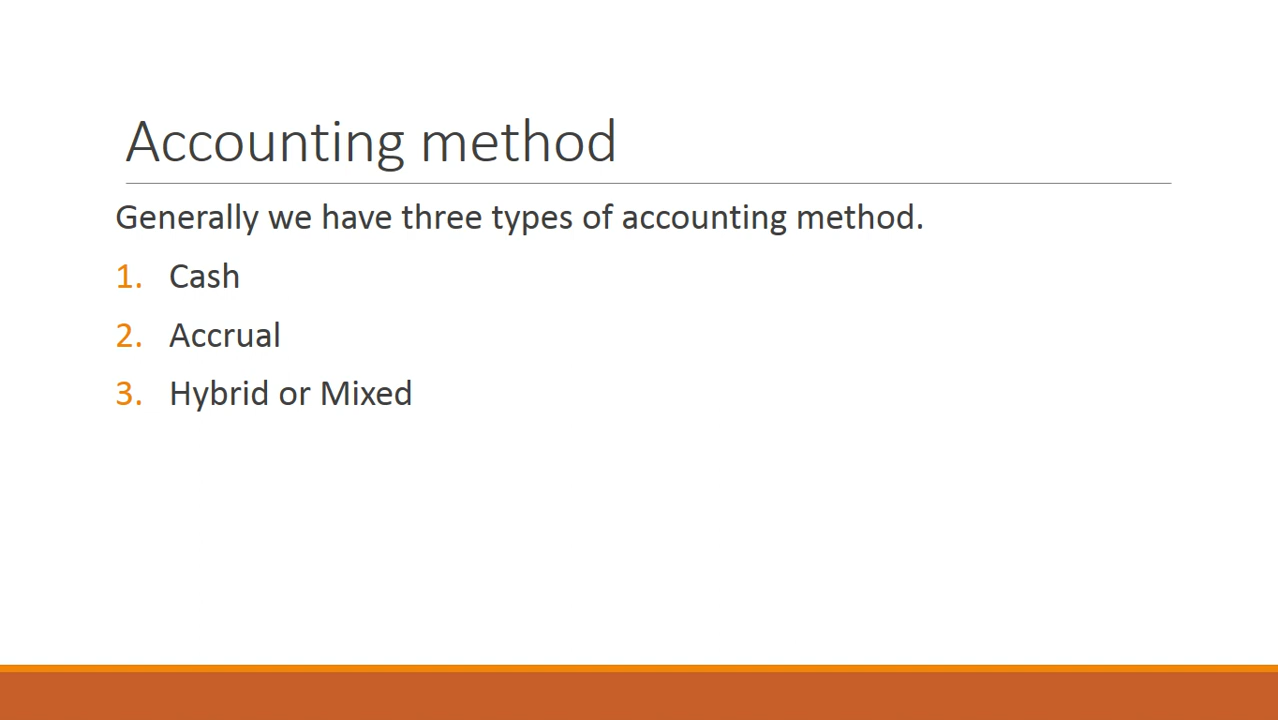 Accounting method
Generally we have three types of accounting method.
1. Cash
2. Accrual
3. Hybrid or Mixed